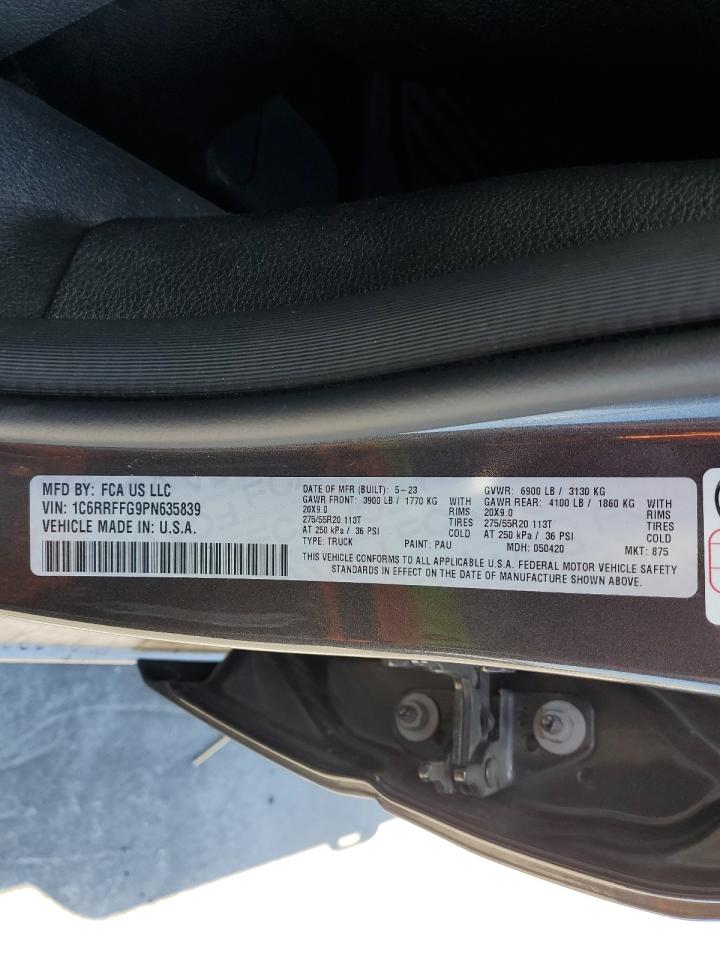 MFD BY: FCA US LLC
VIN: 1C6RRFFG9PN635839
VEHICLE MADE IN: U.S.A.
DATE OF MFR (BUILT): 5-23
GAWR FRONT: 3900 LB / 1770 KG WITH
20X9.0 RIMS
275/55R20 113T TIRES
AT 250 kPa / 36 PSI COLD
TYPE: TRUCK PAINT: PAU
GVWR: 6900 LB / 3130 KG
GAWR REAR: 4100 LB / 1860 KG WITH
20X9.0 RIMS
275/55R20 113T TIRES
AT 250 kPa / 36 PSI COLD
MDH: 050420 MKT: 875
THIS VEHICLE CONFORMS TO ALL APPLICABLE U.S.A. FEDERAL MOTOR VEHICLE SAFETY
STANDARDS IN EFFECT ON THE DATE OF MANUFACTURE SHOWN ABOVE.